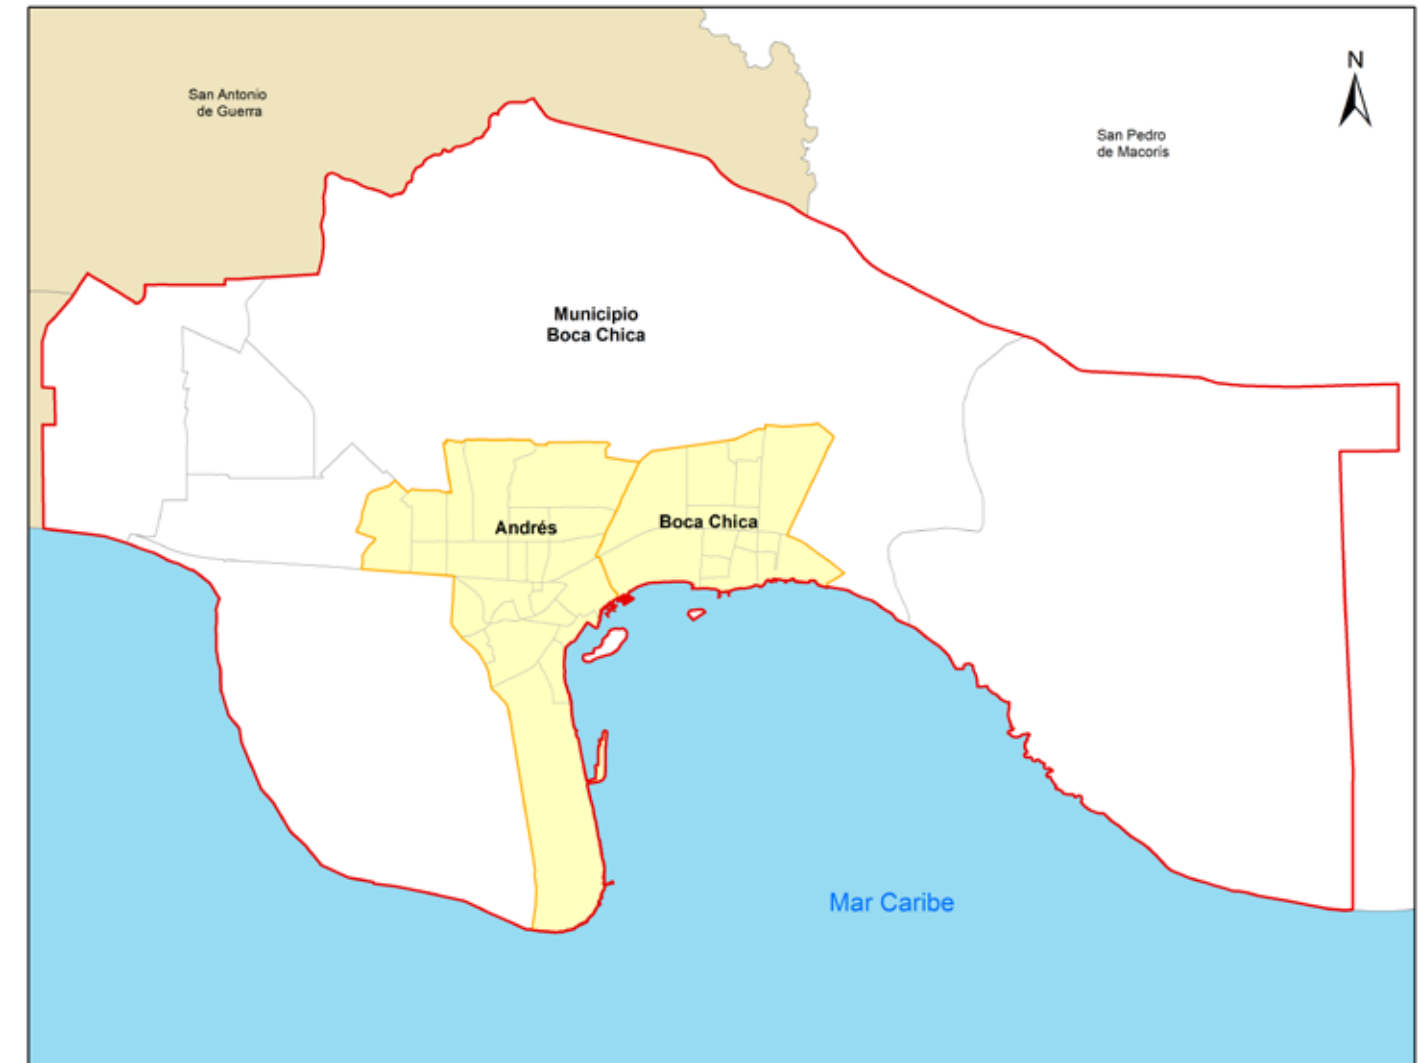 San Antonio
de Guerra
N
San Pedro
de Macorís
Municipio
Boca Chica
Andrés
Boca Chica
Mar Caribe